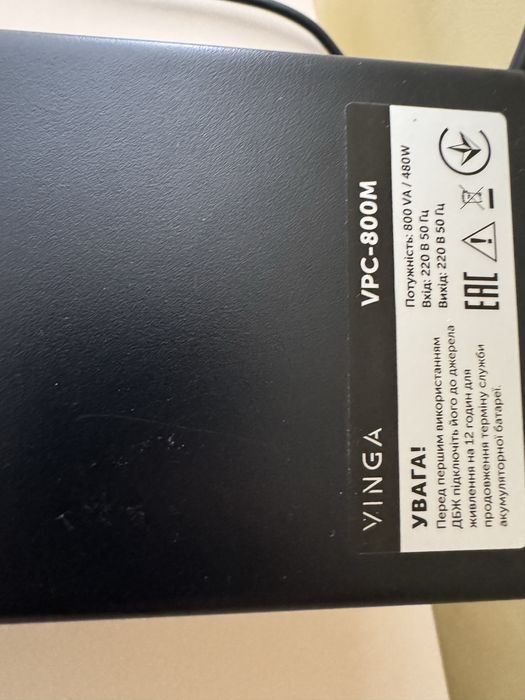 VINGA
VPC-800M
УВАГА!
Перед першим використанням
ДБЖ підключіть його до джерела
живлення на 12 годин для
продовження терміну служби
акумуляторної батареї.
Потужність: 800 VA / 480W
Вхід: 220 В 50 Гц
Вихід: 220 В 50 Гц
EAC